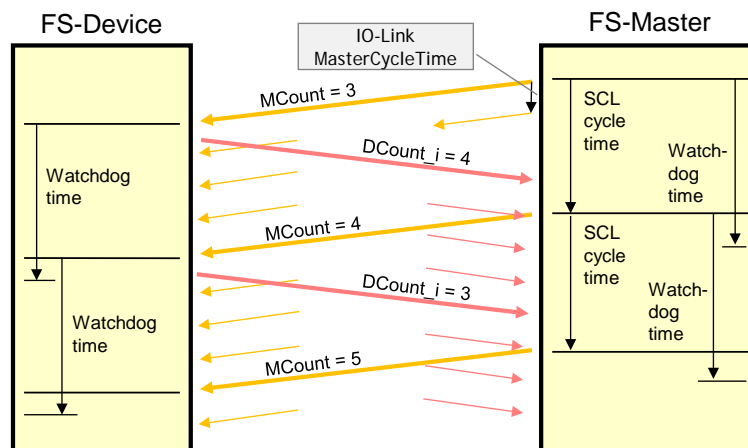 FS-Device
FS-Master
IO-Link
MasterCycleTime
MCount = 3
SCL
cycle
time
DCount_i = 4
Watch-
dog
time
Watchdog
time
MCount = 4
SCL
cycle
time
DCount_i = 3
Watch-
dog
time
Watchdog
time
MCount = 5